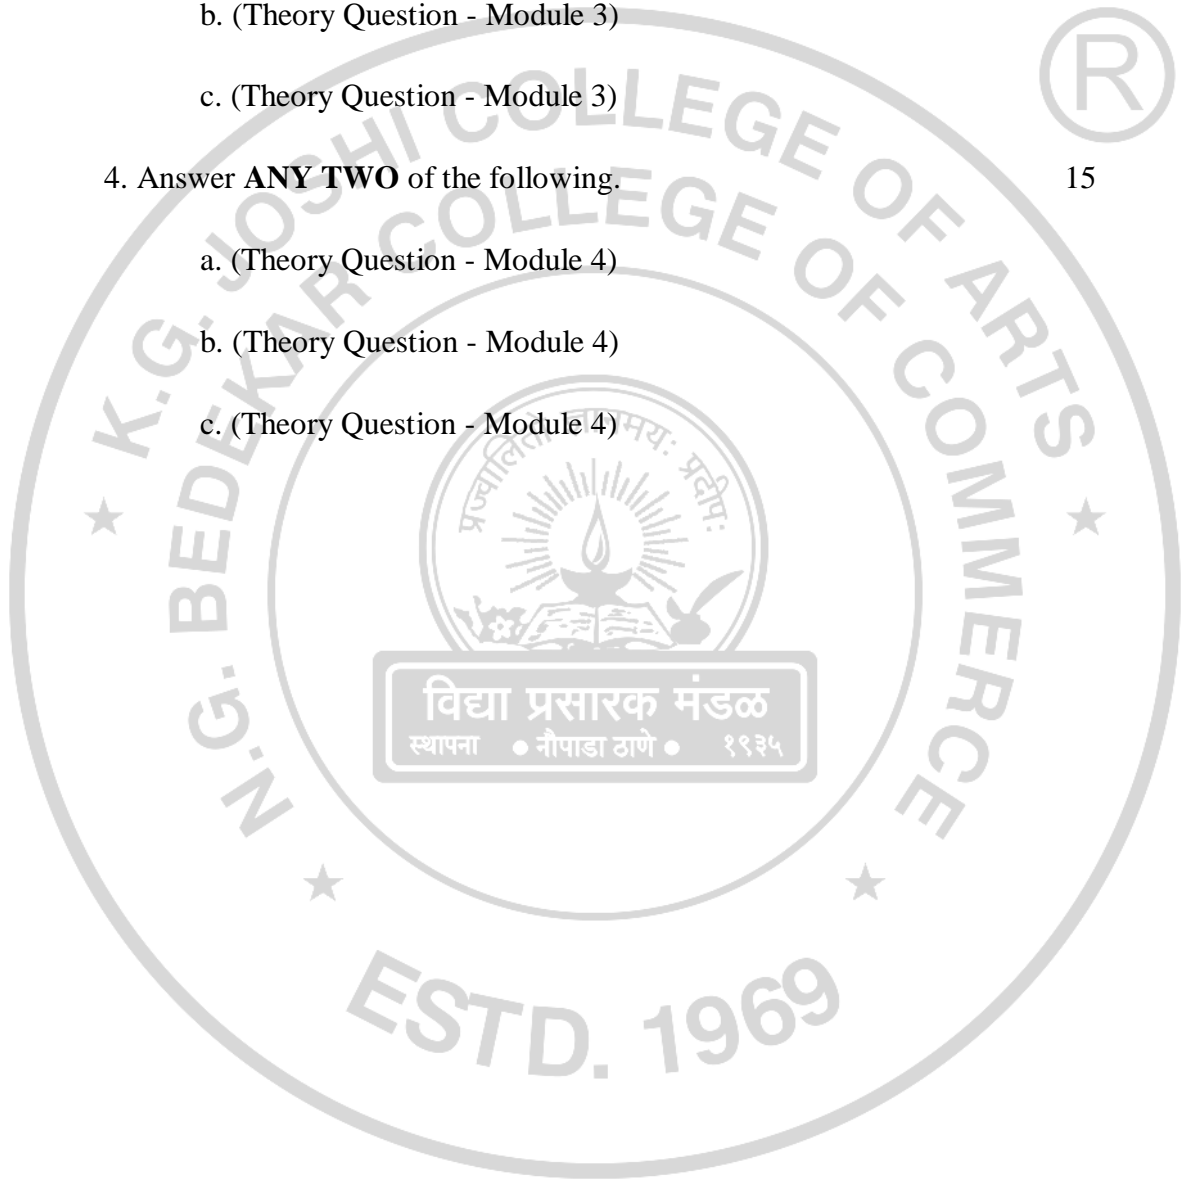 b. (Theory Question - Module 3)
c. (Theory Question - Module 3)
4. Answer ANY TWO of the following. 15
a. (Theory Question - Module 4)
b. (Theory Question - Module 4)
c. (Theory Question - Module 4)
R
K.G. JOSHI COLLEGE OF ARTS
N.G. BEDEKAR COLLEGE OF COMMERCE
प्रदीपः
विद्या प्रसारक मंडळ
स्थापना ● नौपाडा ठाणे ● १९३५
ESTD. 1969